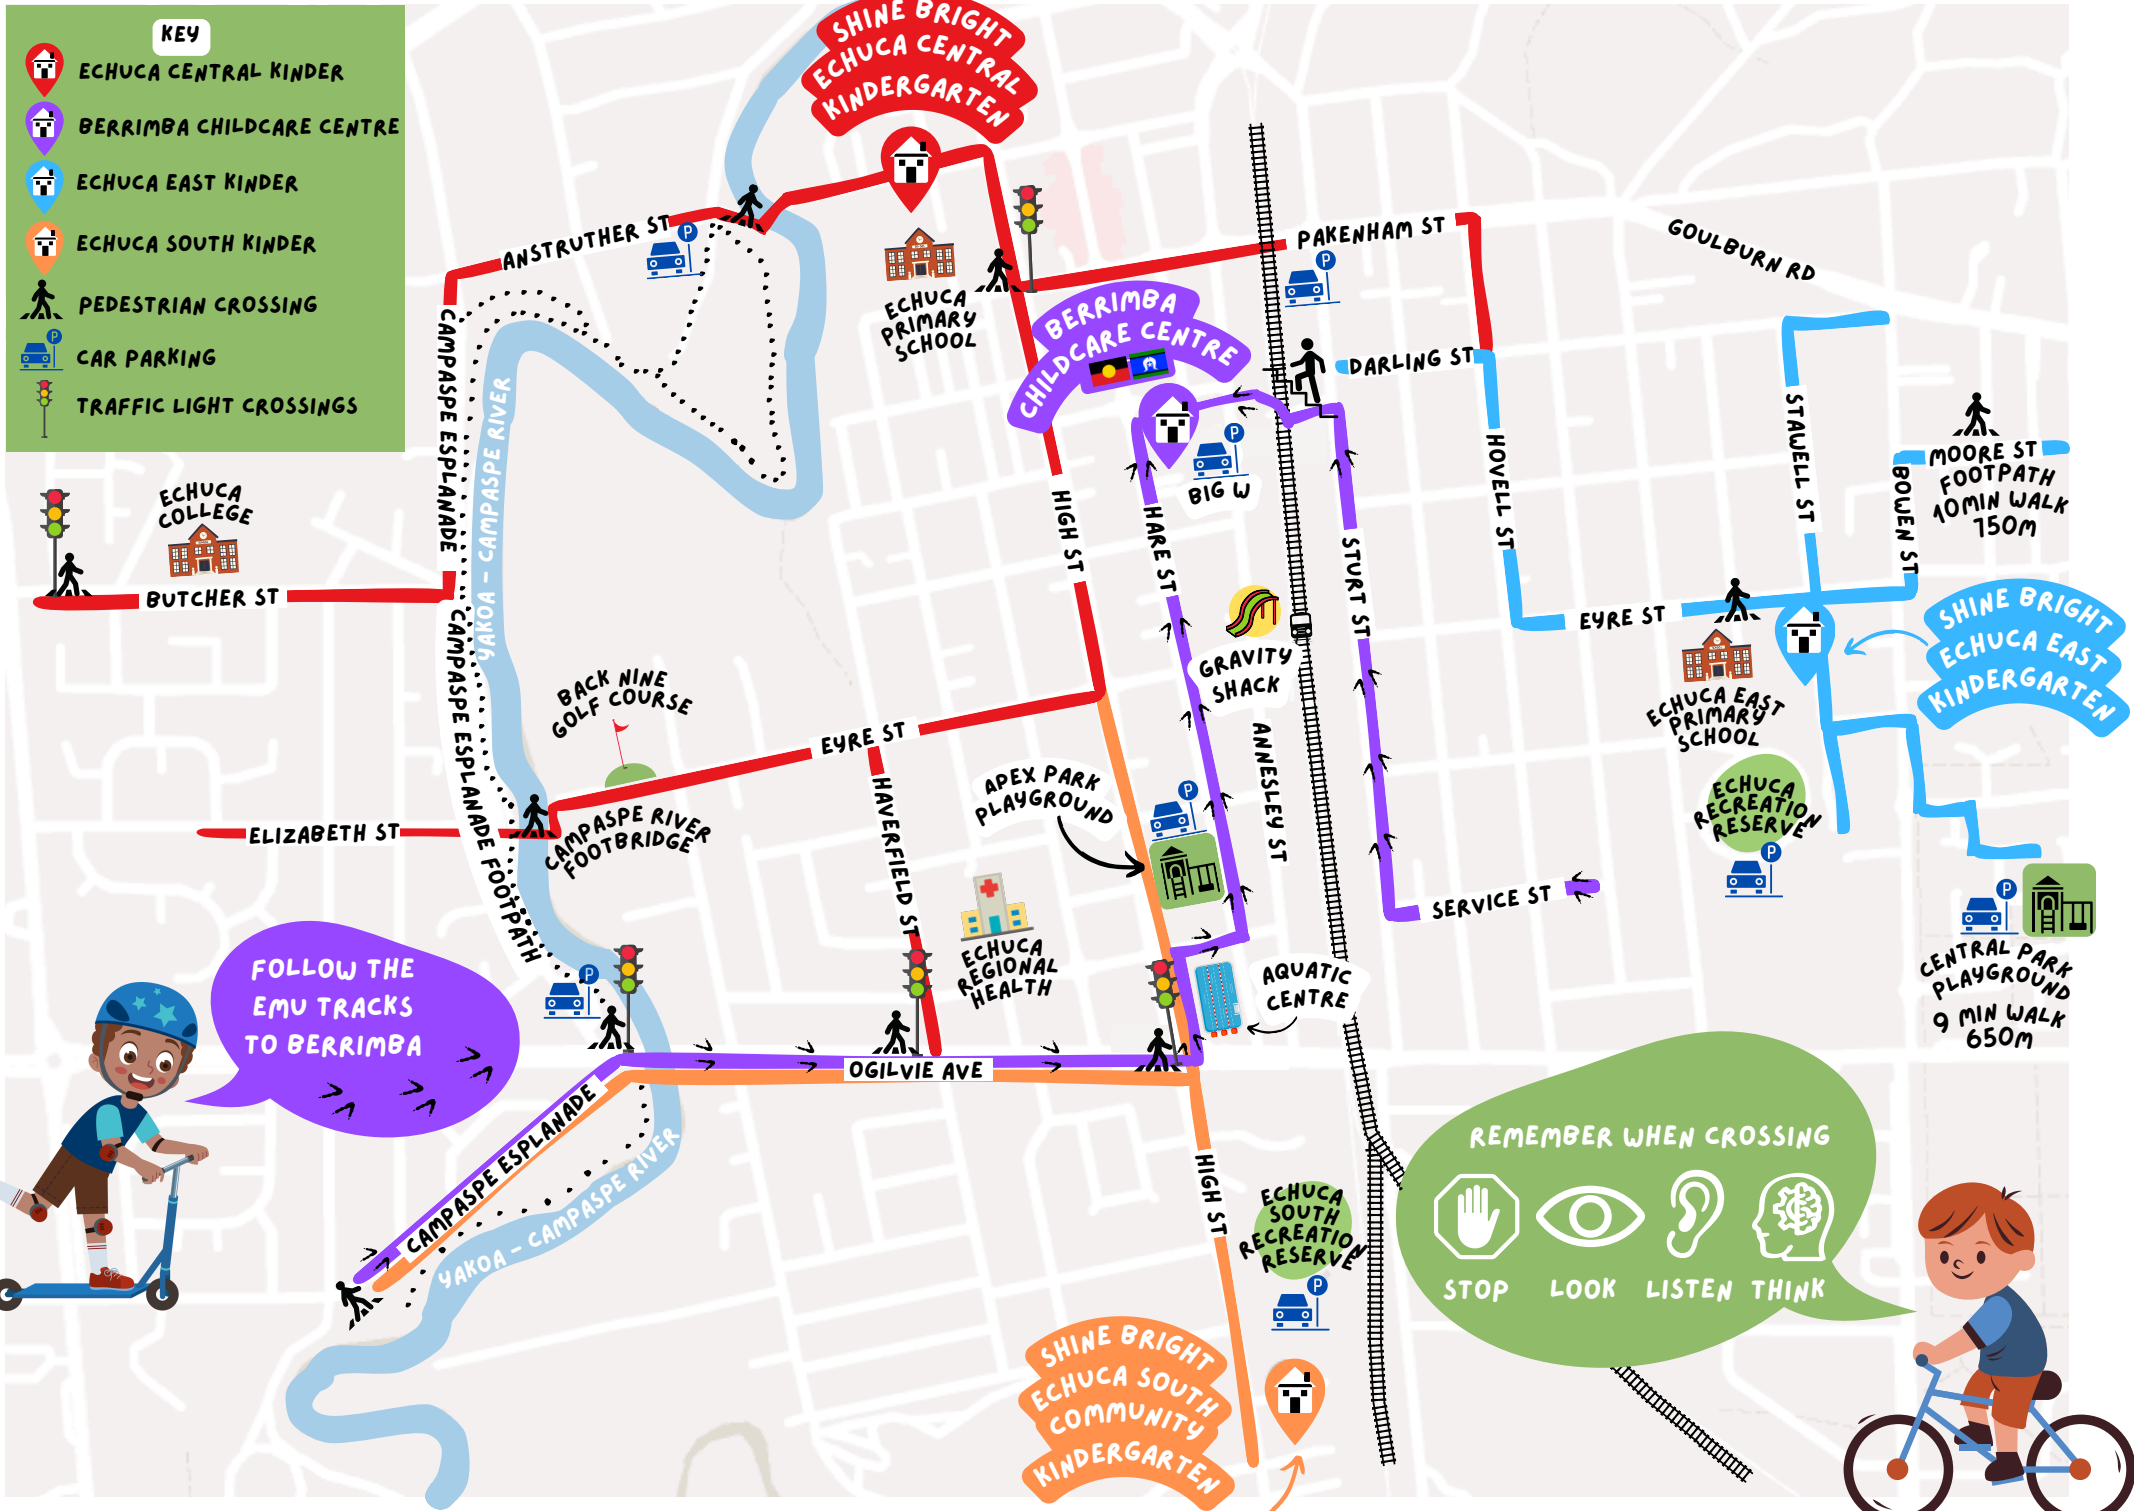 KEY
ECHUCA CENTRAL KINDER
BERRIMBA CHILDCARE CENTRE
ECHUCA EAST KINDER
ECHUCA SOUTH KINDER
PEDESTRIAN CROSSING
P
CAR PARKING
TRAFFIC LIGHT CROSSINGS
SHINE BRIGHT
ECHUCA CENTRAL
KINDERGARTEN
ANSTRUTHER ST
P
ECHUCA
PRIMARY
SCHOOL
PAKENHAM ST
P
GOULBURN RD
BERRIMBA
CHILDCARE CENTRE
DARLING ST
P
BIG W
CAMPASPE ESPLANADE
YAKOA - CAMPASPE RIVER
HIGH ST
HARE ST
STURT ST
HOVELL ST
STAWELL ST
BOWEN ST
MOORE ST
FOOTPATH
10MIN WALK
750M
ECHUCA
COLLEGE
BUTCHER ST
CAMPASPE ESPLANADE FOOTPATH
GRAVITY
SHACK
ANNESLEY ST
EYRE ST
SHINE BRIGHT
ECHUCA EAST
KINDERGARTEN
ECHUCA EAST
PRIMARY
SCHOOL
BACK NINE
GOLF COURSE
EYRE ST
HAVERFIELD ST
APEX PARK
PLAYGROUND
P
ECHUCA
RECREATION
RESERVE
P
ELIZABETH ST
CAMPASPE RIVER
FOOTBRIDGE
SERVICE ST
P
CENTRAL PARK
PLAYGROUND
9 MIN WALK
650M
ECHUCA
REGIONAL
HEALTH
AQUATIC
CENTRE
P
FOLLOW THE
EMU TRACKS
TO BERRIMBA
OGILVIE AVE
CAMPASPE ESPLANADE
YAKOA - CAMPASPE RIVER
HIGH ST
ECHUCA
SOUTH
RECREATION
RESERVE
P
REMEMBER WHEN CROSSING
STOP LOOK LISTEN THINK
SHINE BRIGHT
ECHUCA SOUTH
COMMUNITY
KINDERGARTEN